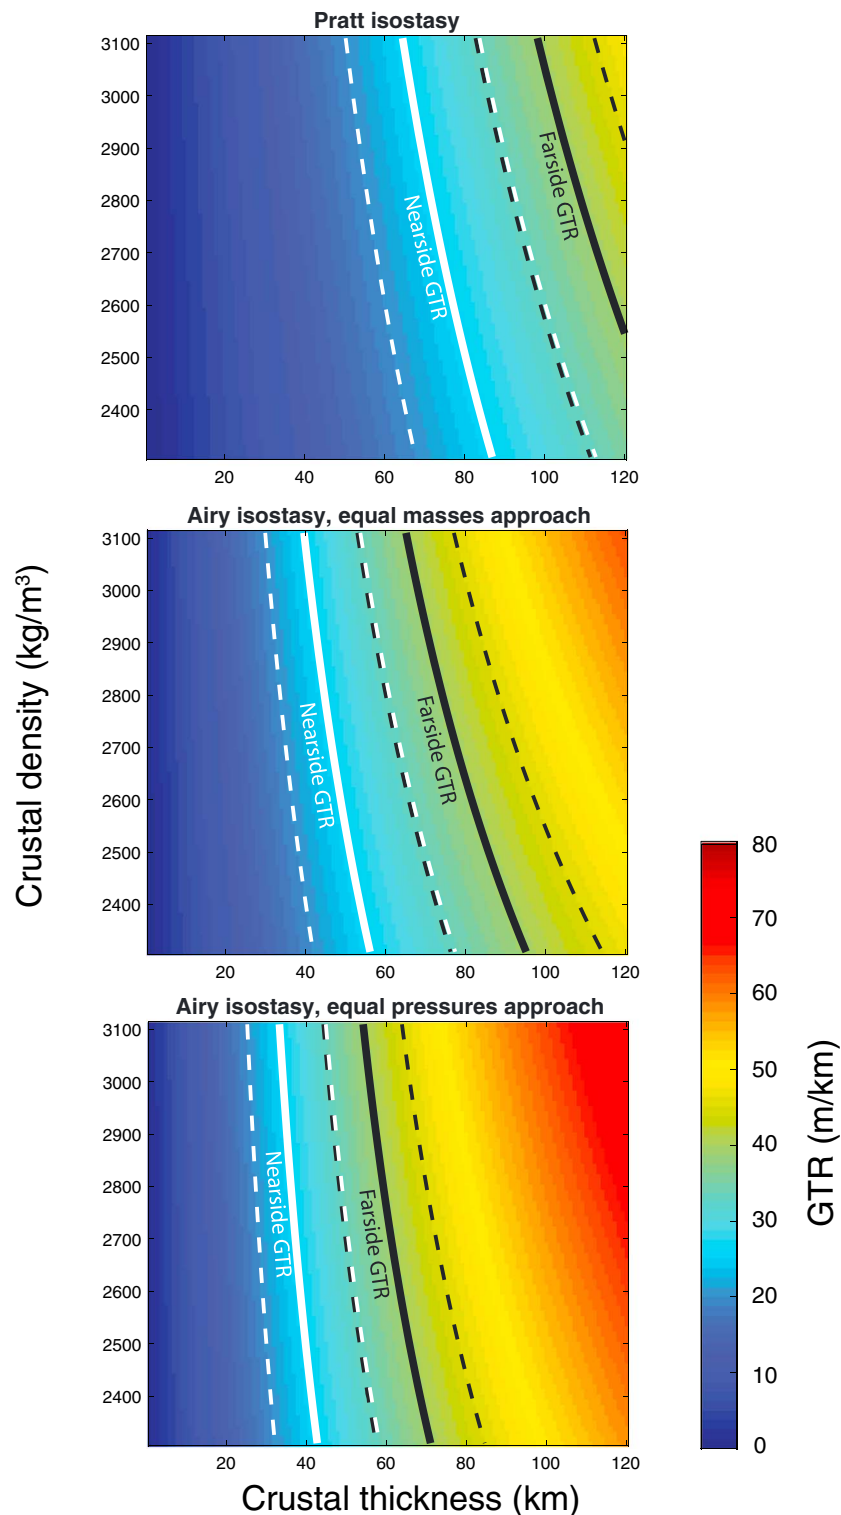 Pratt isostasy
3100
3000
2900
2800
2700
2600
2500
2400
Nearside GTR
Farside GTR
20 40 60 80 100 120
Airy isostasy, equal masses approach
3100
3000
2900
2800
2700
2600
2500
2400
Nearside GTR
Farside GTR
20 40 60 80 100 120
Airy isostasy, equal pressures approach
3100
3000
2900
2800
2700
2600
2500
2400
Nearside GTR
Farside GTR
20 40 60 80 100 120
Crustal thickness (km)
Crustal density (kg/m³)
80
70
60
50
40
30
20
10
0
GTR (m/km)